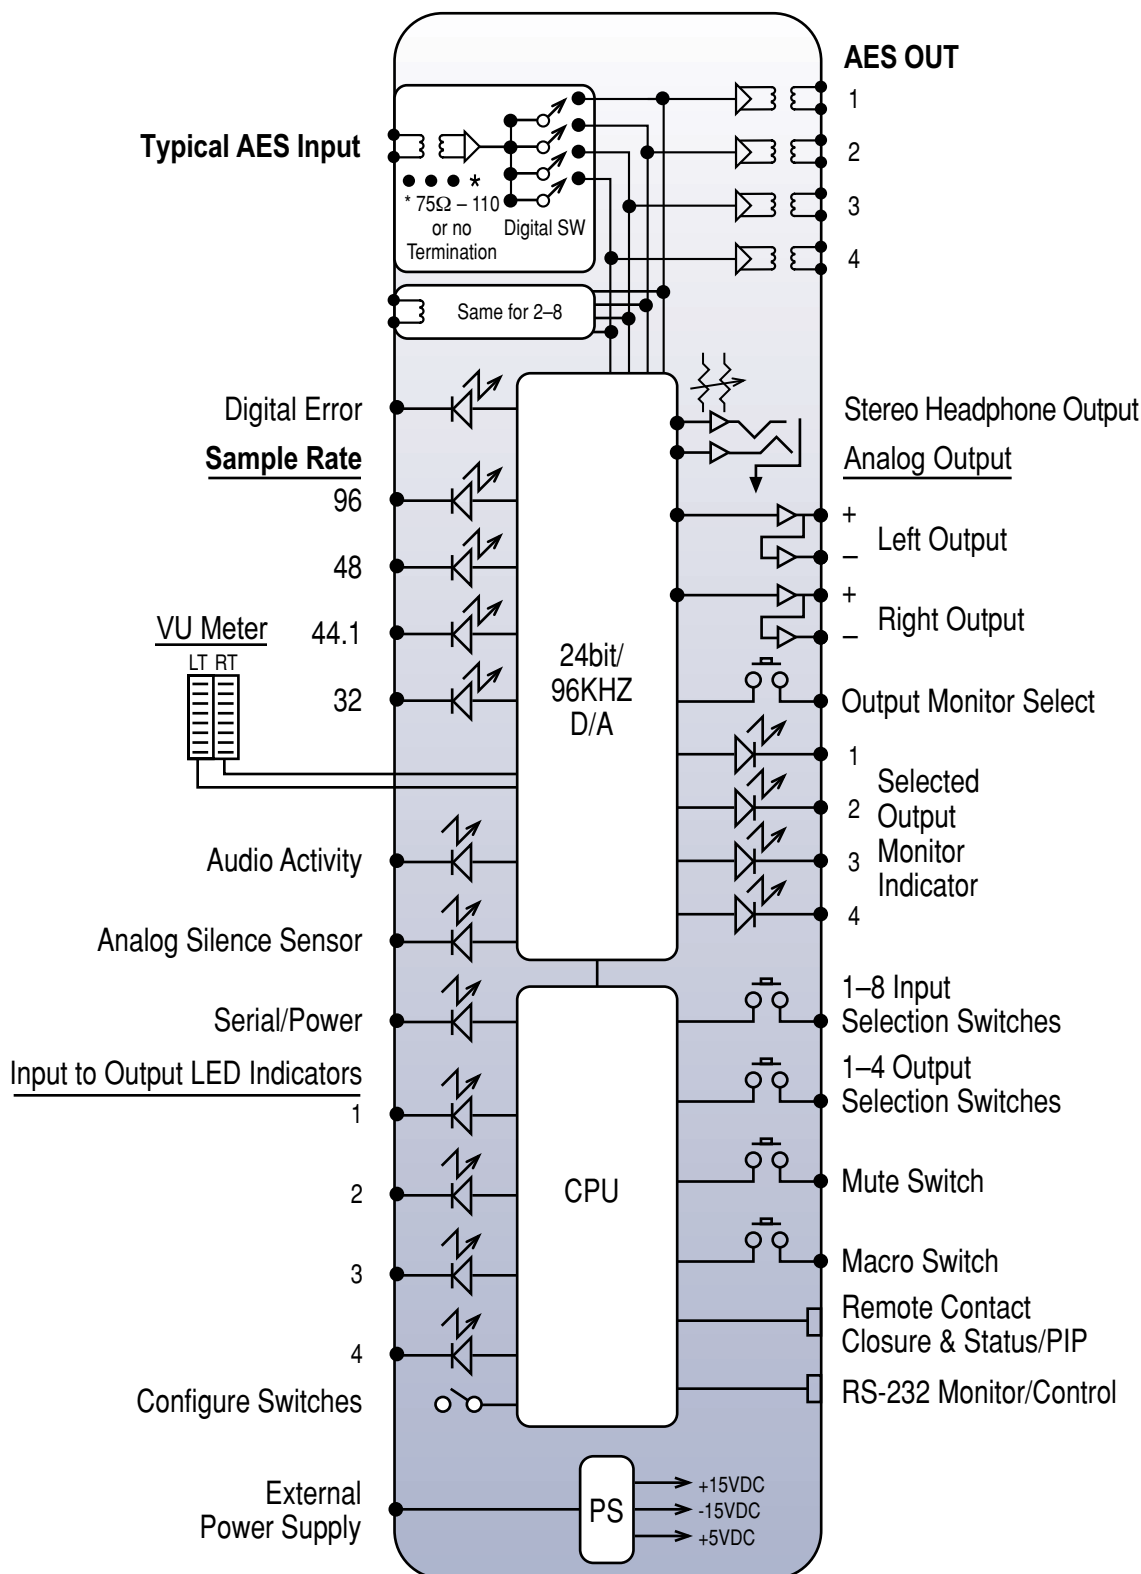 AES OUT
1
Typical AES Input
2
* 
* 75Ω – 110
or no
Termination
Digital SW
3
4
Same for 2–8
Digital Error
Stereo Headphone Output
Sample Rate
Analog Output
96
+
Left Output
–
48
+
Right Output
–
VU Meter
44.1
LT RT
32
24bit/
96KHZ
D/A
Output Monitor Select
1
2
3
4
Selected
Output
Monitor
Indicator
Audio Activity
Analog Silence Sensor
1–8 Input
Selection Switches
Serial/Power
Input to Output LED Indicators
1
2
3
4
1–4 Output
Selection Switches
CPU
Mute Switch
Macro Switch
Remote Contact
Closure & Status/PIP
Configure Switches
RS-232 Monitor/Control
External
Power Supply
PS
+15VDC
-15VDC
+5VDC